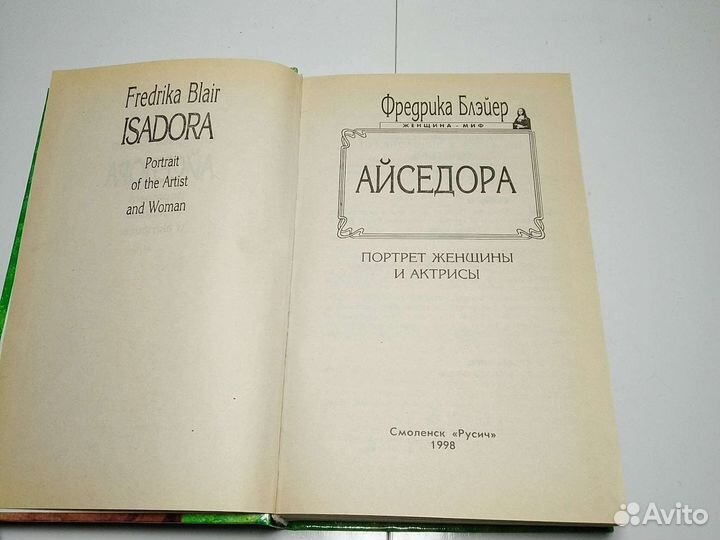 Fredrika Blair
ISADORA
Portrait
of the Artist
and Woman
Фредрика Блэйер
ЖЕНЩИНА - МИФ
АЙСЕДОРА
ПОРТРЕТ ЖЕНЩИНЫ
И АКТРИСЫ
Смоленск «Русич»
1998
Avito